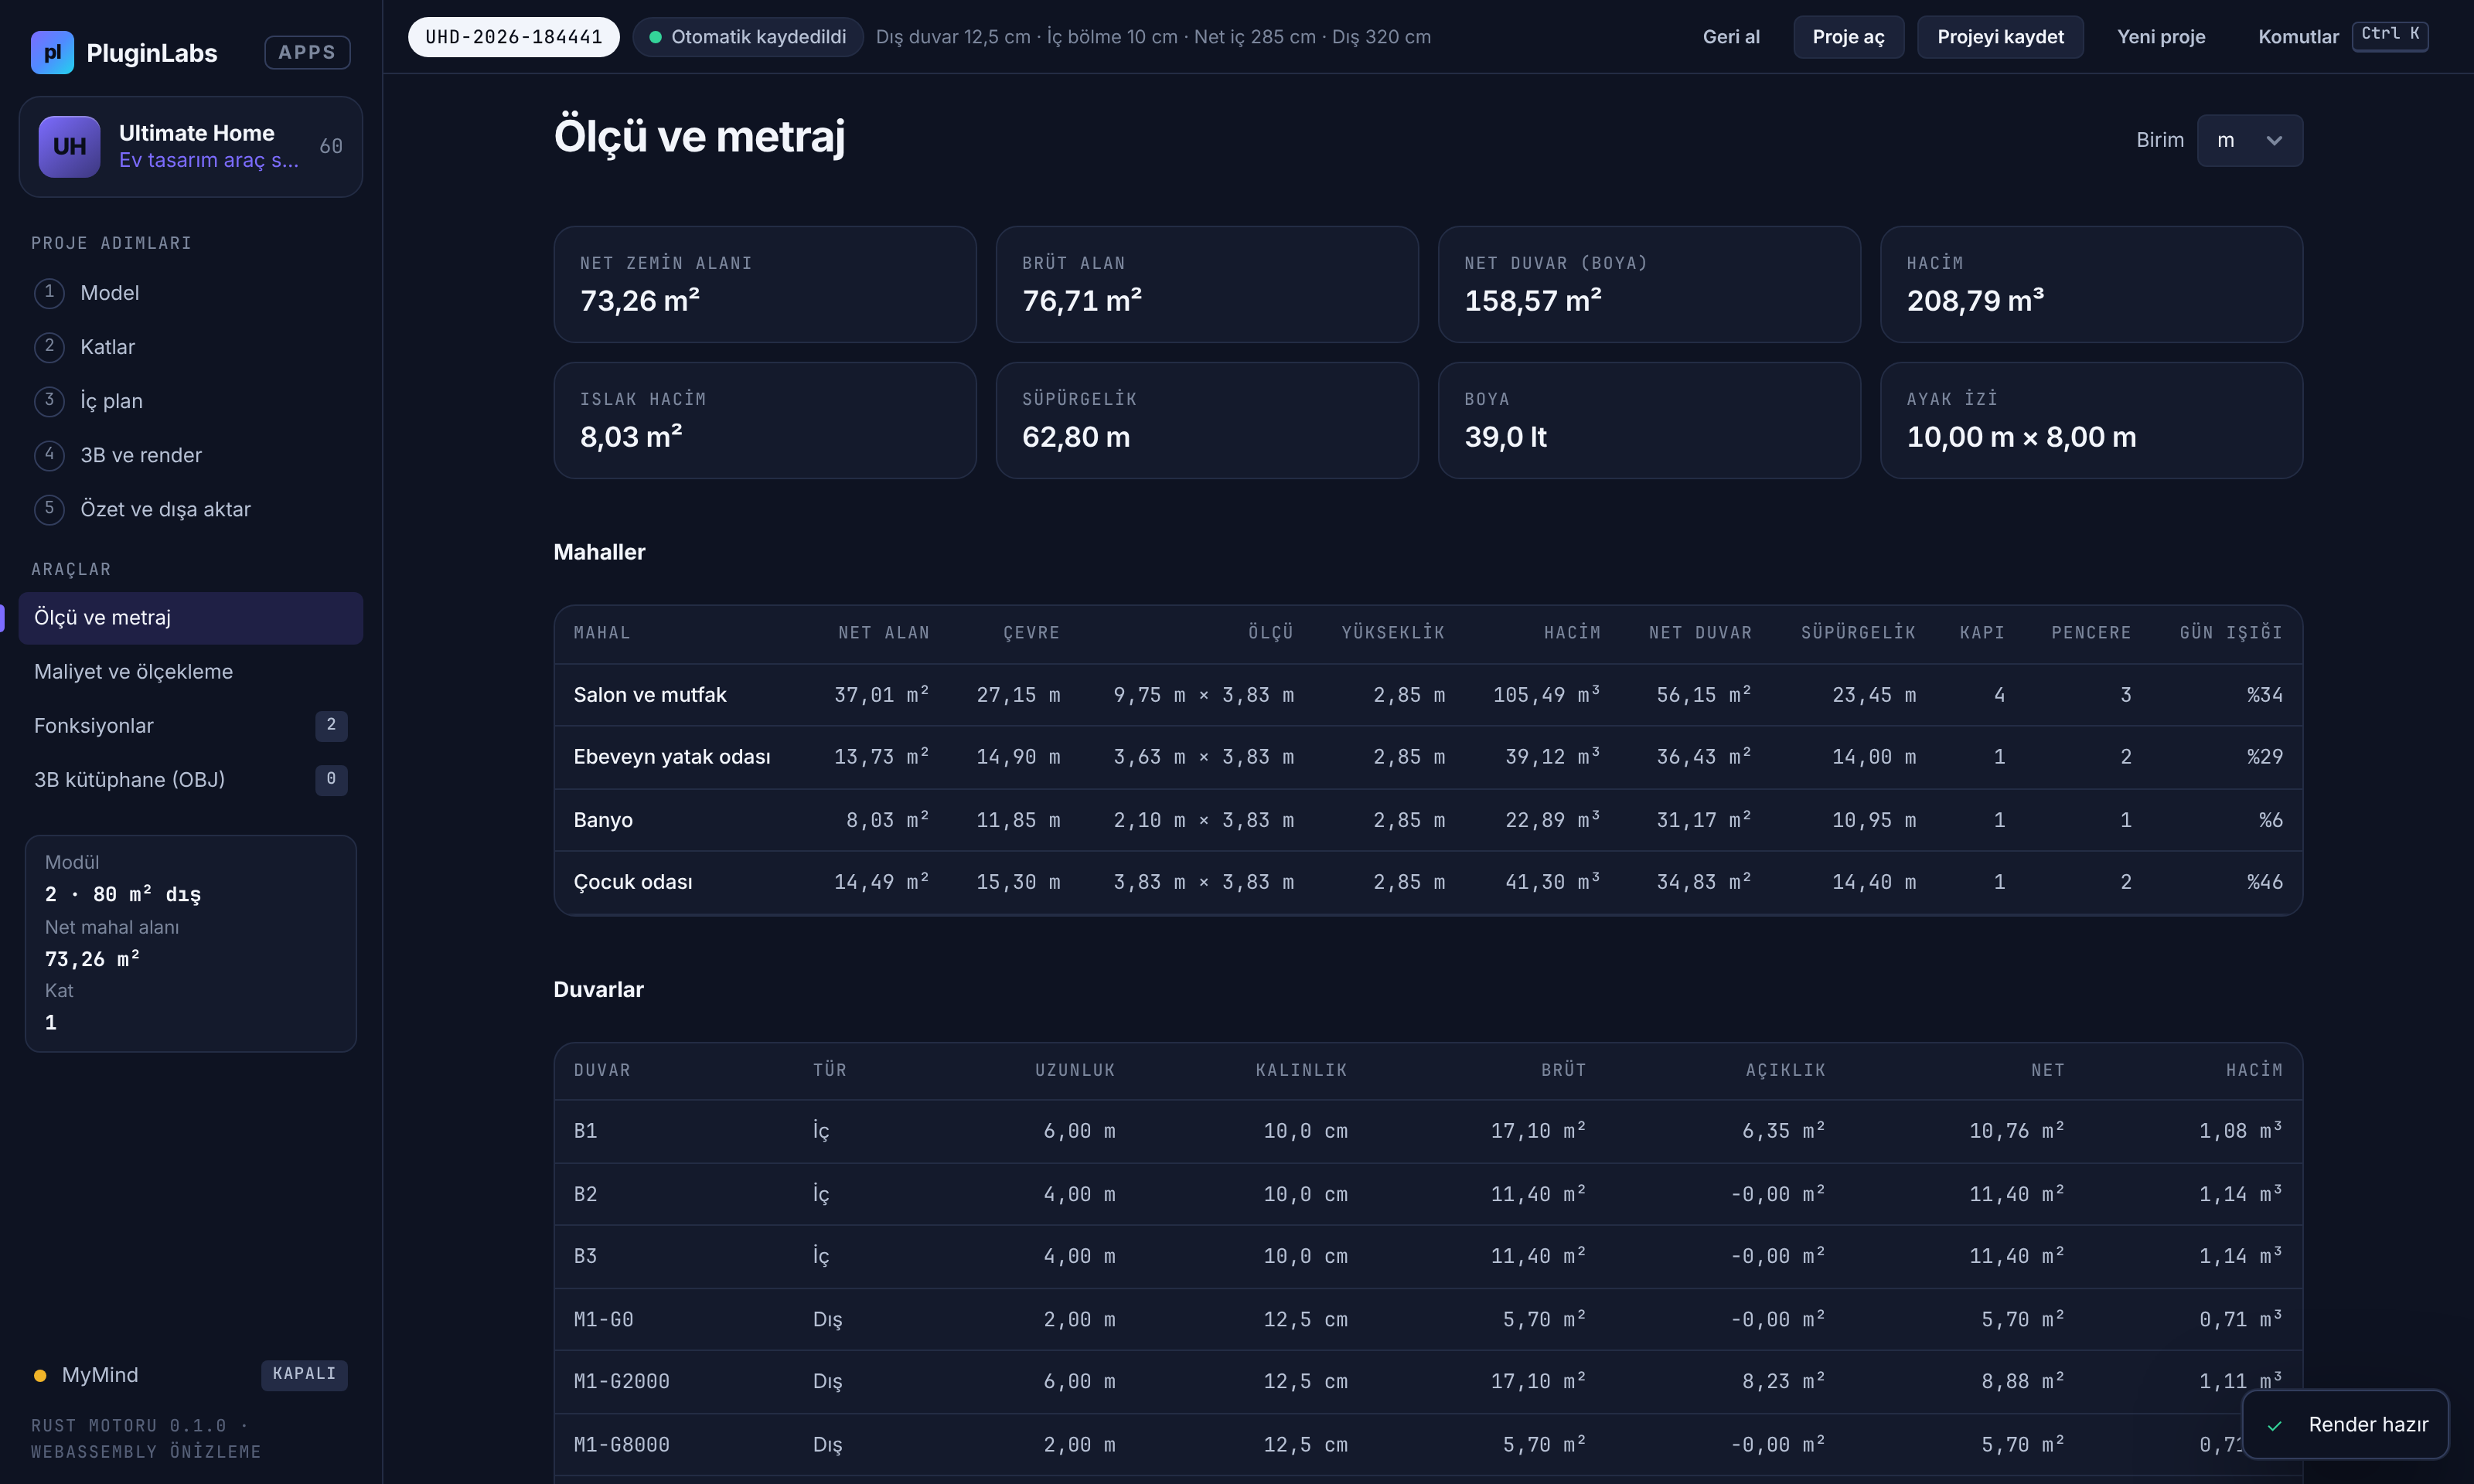 pl PluginLabs APPS
UH Ultimate Home 60
Ev tasarım araç s...
PROJE ADIMLARI
1 Model
2 Katlar
3 İç plan
4 3B ve render
5 Özet ve dışa aktar
ARAÇLAR
Ölçü ve metraj
Maliyet ve ölçekleme
Fonksiyonlar 2
3B kütüphane (OBJ) 0
Modül
2 · 80 m² dış
Net mahal alanı
73,26 m²
Kat
1
MyMind KAPALI
RUST MOTORU 0.1.0 ·
WEBASSEMBLY ÖNİZLEME
UHD-2026-184441 Otomatik kaydedildi Dış duvar 12,5 cm · İç bölme 10 cm · Net iç 285 cm · Dış 320 cm Geri al Proje aç Projeyi kaydet Yeni proje Komutlar Ctrl K
Ölçü ve metraj Birim m
NET ZEMİN ALANI BRÜT ALAN NET DUVAR (BOYA) HACİM
73,26 m² 76,71 m² 158,57 m² 208,79 m³
ISLAK HACİM SÜPÜRGELİK BOYA AYAK İZİ
8,03 m² 62,80 m 39,0 lt 10,00 m × 8,00 m
Mahaller
MAHAL NET ALAN ÇEVRE ÖLÇÜ YÜKSEKLİK HACİM NET DUVAR SÜPÜRGELİK KAPI PENCERE GÜN IŞIĞI
Salon ve mutfak 37,01 m² 27,15 m 9,75 m × 3,83 m 2,85 m 105,49 m³ 56,15 m² 23,45 m 4 3 %34
Ebeveyn yatak odası 13,73 m² 14,90 m 3,63 m × 3,83 m 2,85 m 39,12 m³ 36,43 m² 14,00 m 1 2 %29
Banyo 8,03 m² 11,85 m 2,10 m × 3,83 m 2,85 m 22,89 m³ 31,17 m² 10,95 m 1 1 %6
Çocuk odası 14,49 m² 15,30 m 3,83 m × 3,83 m 2,85 m 41,30 m³ 34,83 m² 14,40 m 1 2 %46
Duvarlar
DUVAR TÜR UZUNLUK KALINLIK BRÜT AÇIKLIK NET HACİM
B1 İç 6,00 m 10,0 cm 17,10 m² 6,35 m² 10,76 m² 1,08 m³
B2 İç 4,00 m 10,0 cm 11,40 m² -0,00 m² 11,40 m² 1,14 m³
B3 İç 4,00 m 10,0 cm 11,40 m² -0,00 m² 11,40 m² 1,14 m³
M1-G0 Dış 2,00 m 12,5 cm 5,70 m² -0,00 m² 5,70 m² 0,71 m³
M1-G2000 Dış 6,00 m 12,5 cm 17,10 m² 8,23 m² 8,88 m² 1,11 m³
M1-G8000 Dış 2,00 m 12,5 cm 5,70 m² -0,00 m² 5,70 m²
Render hazır